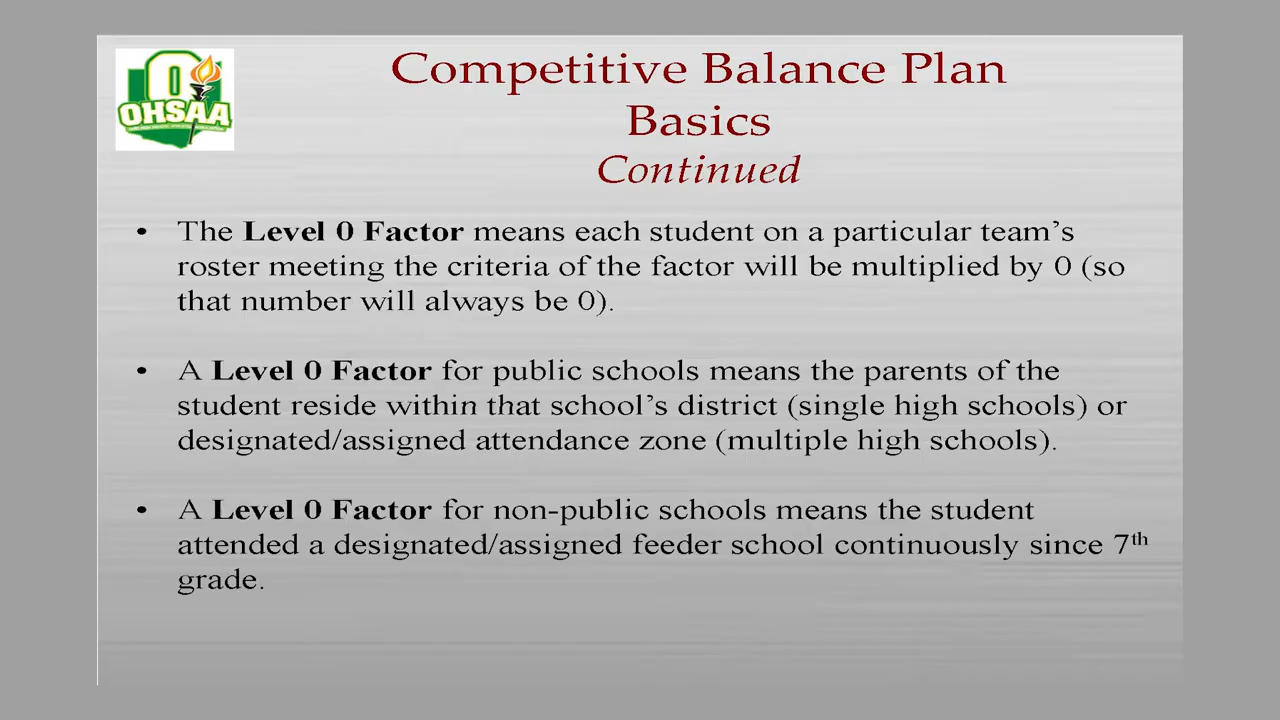 OHSAA
Competitive Balance Plan
Basics
Continued
• The Level 0 Factor means each student on a particular team’s
roster meeting the criteria of the factor will be multiplied by 0 (so
that number will always be 0).
• A Level 0 Factor for public schools means the parents of the
student reside within that school’s district (single high schools) or
designated/assigned attendance zone (multiple high schools).
• A Level 0 Factor for non-public schools means the student
attended a designated/assigned feeder school continuously since 7th
grade.